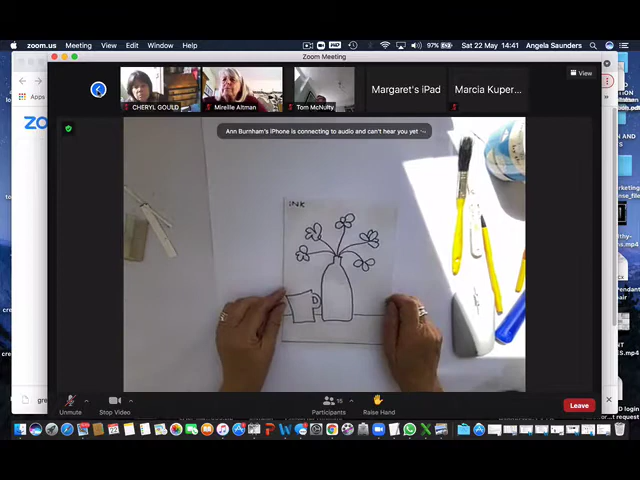 zoom.us Meeting View Edit Window Help
97% Sat 22 May 14:41 Angela Saunders
Zoom Meeting
View
CHERYL GOULD
Mireille Altman
Tom McNulty
Margaret's iPad
Marcia Kuper...
Apps
Ann Burnham's iPhone is connecting to audio and can't hear you yet
INK
Unmute
Stop Video
Participants
15
Raise Hand
Leave